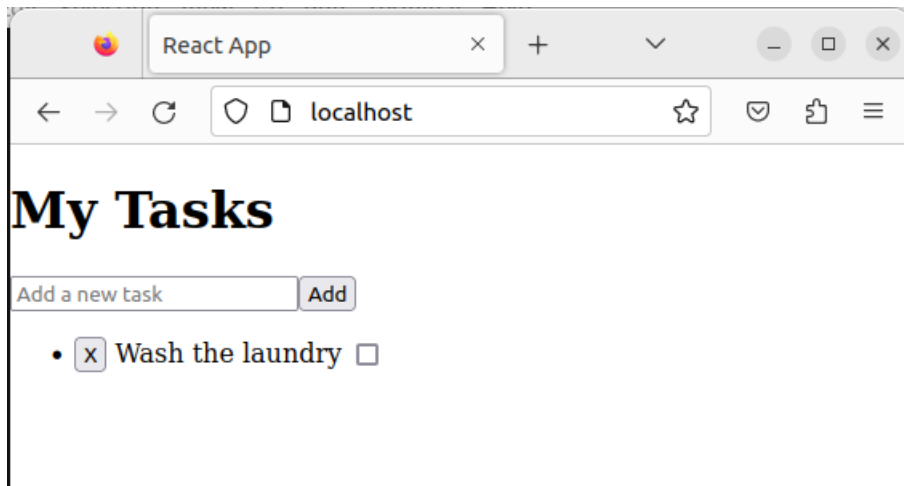 React App
localhost
My Tasks
Add a new task Add
x Wash the laundry